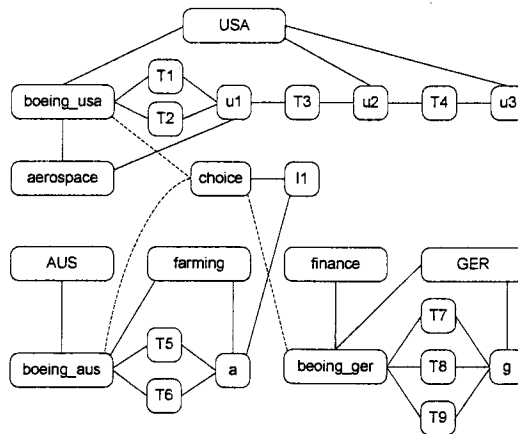 USA
T1
boeing_usa
u1
T3
u2
T4
u3
T2
aerospace
choice
I1
AUS
farming
finance
GER
T7
T5
boeing_aus
a
beoing_ger
T8
g
T6
T9